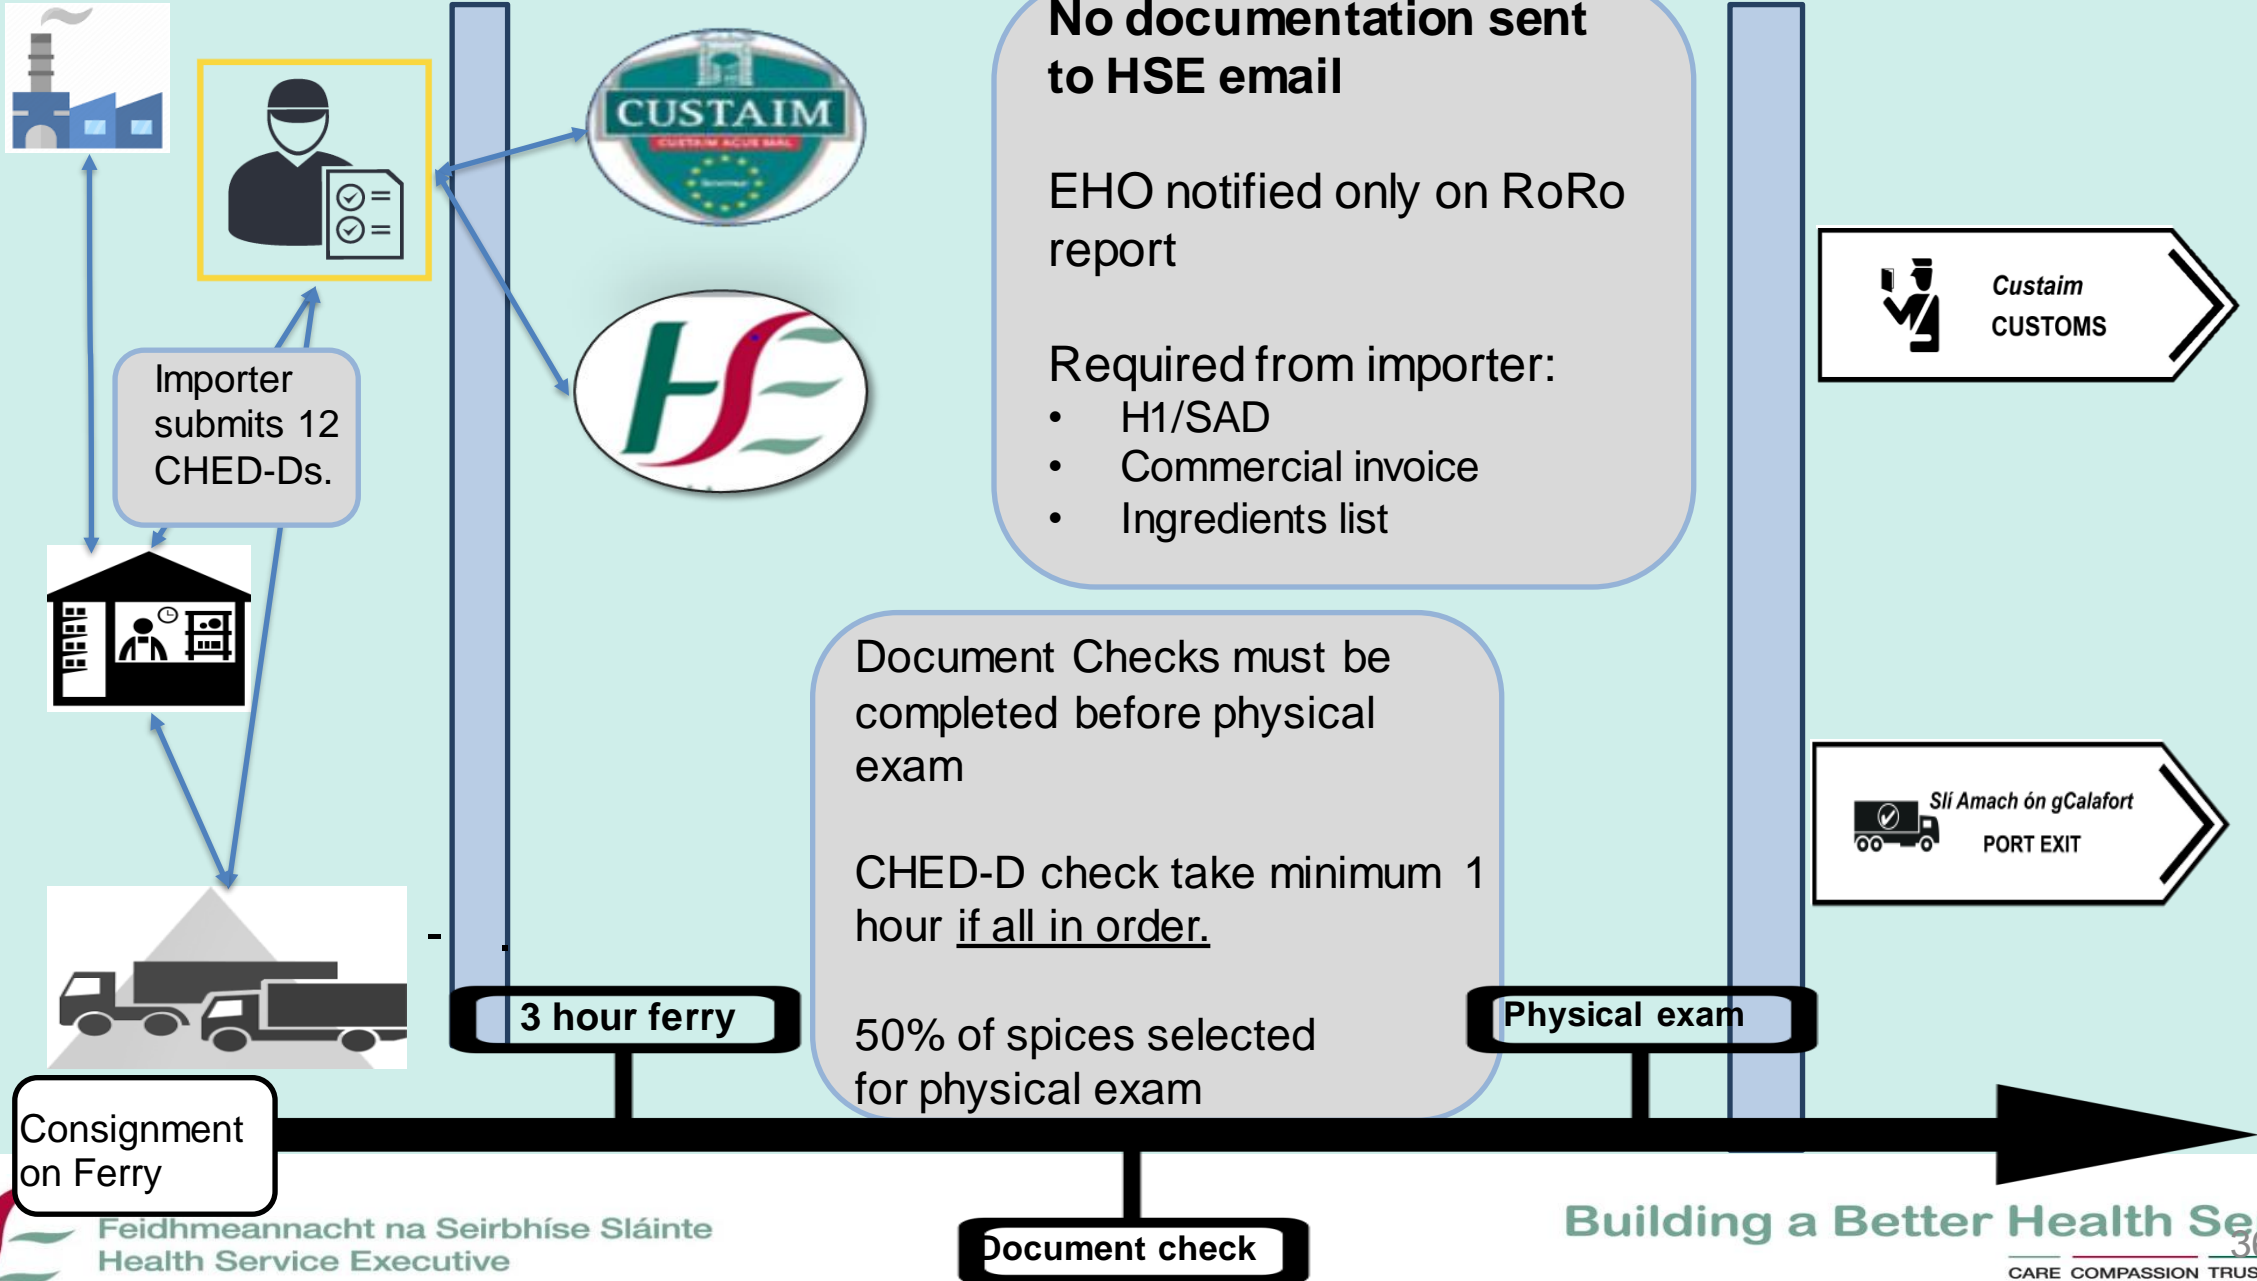 No documentation sent
to HSE email
EHO notified only on RoRo
report
Required from importer:
• H1/SAD
• Commercial invoice
• Ingredients list
CUSTAIM
CUSTAIM AGUS MÁL
HSE
Importer
submits 12
CHED-Ds.
Custaim
CUSTOMS
Document Checks must be
completed before physical
exam
CHED-D check take minimum 1
hour if all in order.
50% of spices selected
for physical exam
Slí Amach ón gCalafort
PORT EXIT
3 hour ferry
Physical exam
Consignment
on Ferry
Document check
Feidhmeannacht na Seirbhíse Sláinte
Health Service Executive
Building a Better Health Se
CARE COMPASSION TRUS